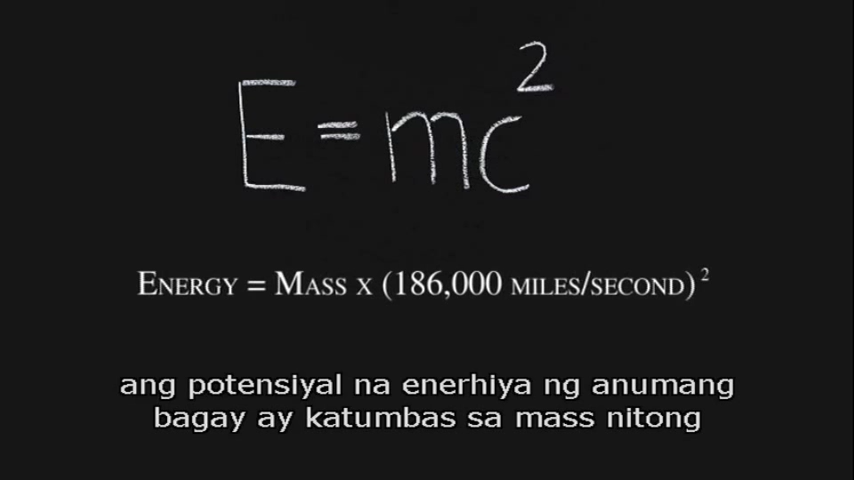 E = mc²
ENERGY = MASS X (186,000 MILES/SECOND)²
ang potensiyal na enerhiya ng anumang
bagay ay katumbas sa mass nitong